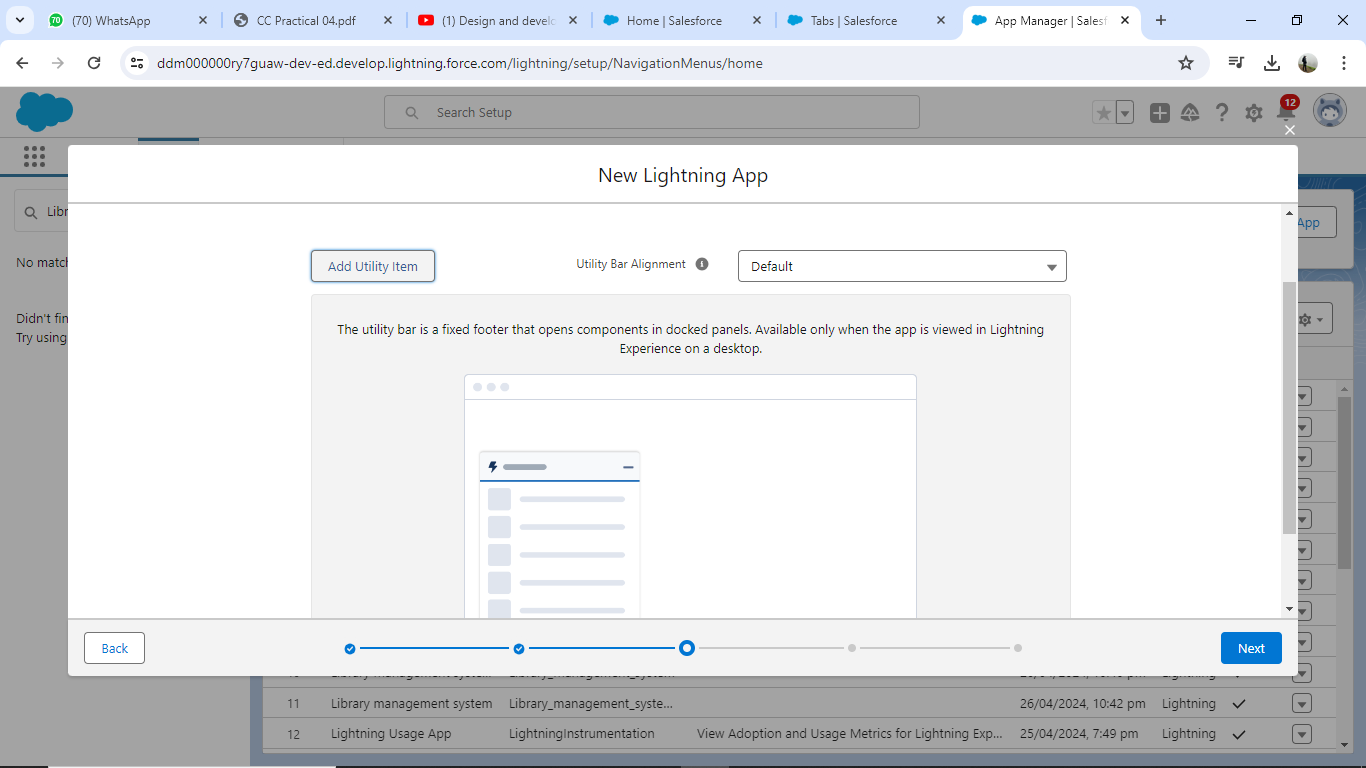 (70) WhatsApp
CC Practical 04.pdf
(1) Design and develo
Home | Salesforce
Tabs | Salesforce
App Manager | Salesf
ddm000000ry7guaw-dev-ed.develop.lightning.force.com/lightning/setup/NavigationMenus/home
Search Setup
12
New Lightning App
Libr
App
No match
Didn't fin
Try using
Add Utility Item
Utility Bar Alignment
Default
The utility bar is a fixed footer that opens components in docked panels. Available only when the app is viewed in Lightning
Experience on a desktop.
Back
Next
11 Library management system Library_management_syste... 26/04/2024, 10:42 pm Lightning
12 Lightning Usage App LightningInstrumentation View Adoption and Usage Metrics for Lightning Exp... 25/04/2024, 7:49 pm Lightning